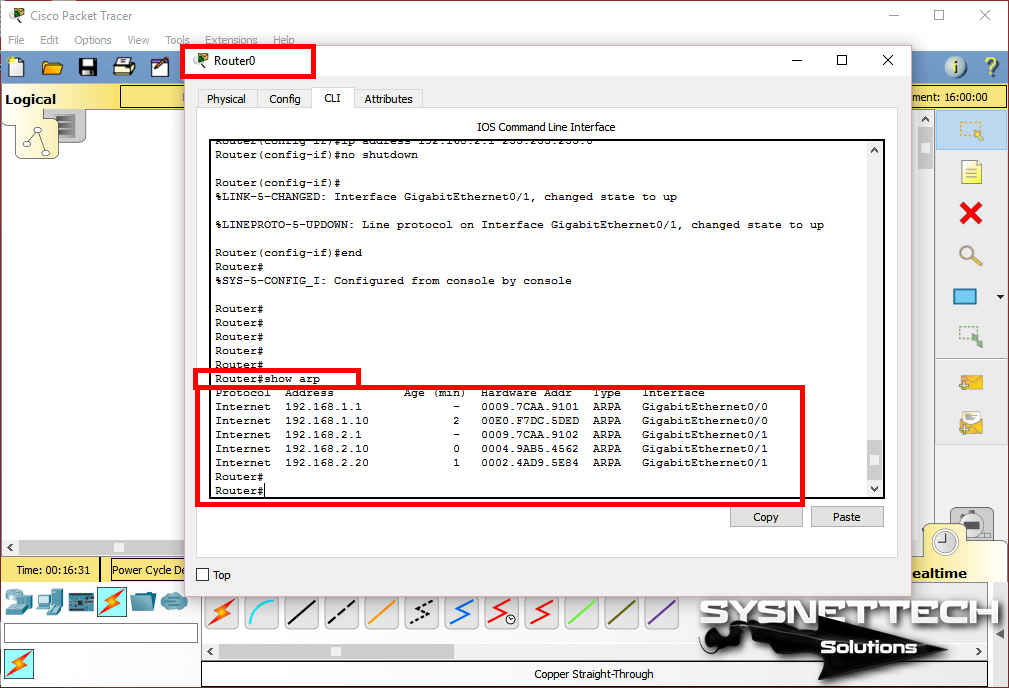 Cisco Packet Tracer
File Edit Options View Tools Extensions Help
Router0
Logical
ment: 16:00:00
Physical Config CLI Attributes
IOS Command Line Interface
Router(config-if)#ip address 192.168.2.1 255.255.255.0
Router(config-if)#no shutdown
Router(config-if)#
%LINK-5-CHANGED: Interface GigabitEthernet0/1, changed state to up
%LINEPROTO-5-UPDOWN: Line protocol on Interface GigabitEthernet0/1, changed state to up
Router(config-if)#end
Router#
%SYS-5-CONFIG_I: Configured from console by console
Router#
Router#
Router#
Router#
Router#
Router#show arp
Protocol Address Age (min) Hardware Addr Type Interface
Internet 192.168.1.1 - 0009.7CAA.9101 ARPA GigabitEthernet0/0
Internet 192.168.1.10 2 00E0.F7DC.5DED ARPA GigabitEthernet0/0
Internet 192.168.2.1 - 0009.7CAA.9102 ARPA GigabitEthernet0/1
Internet 192.168.2.10 0 0004.9AB5.4562 ARPA GigabitEthernet0/1
Internet 192.168.2.20 1 0002.4AD9.5E84 ARPA GigabitEthernet0/1
Router#
Router#
Copy Paste
Top
Time: 00:16:31 Power Cycle De
ealtime
SYSNETTECH
Solutions
Copper Straight-Through